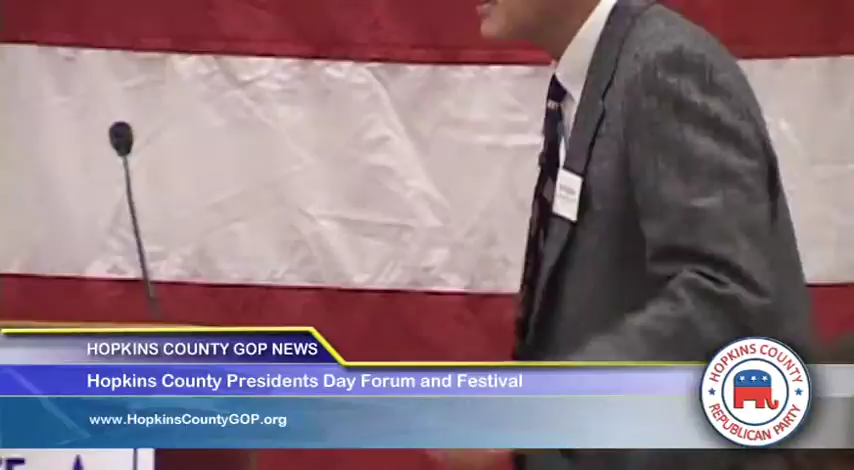 HOPKINS COUNTY GOP NEWS
Hopkins County Presidents Day Forum and Festival
www.HopkinsCountyGOP.org
HOPKINS COUNTY
REPUBLICAN PARTY